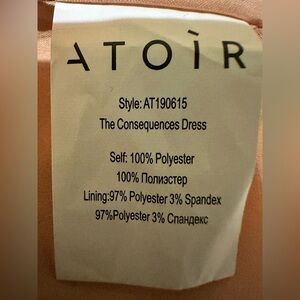 ATOÌR
Style: AT190615
The Consequences Dress
Self: 100% Polyester
100% Полиэстер
Lining:97% Polyester 3% Spandex
97%Polyester 3% Спандекс